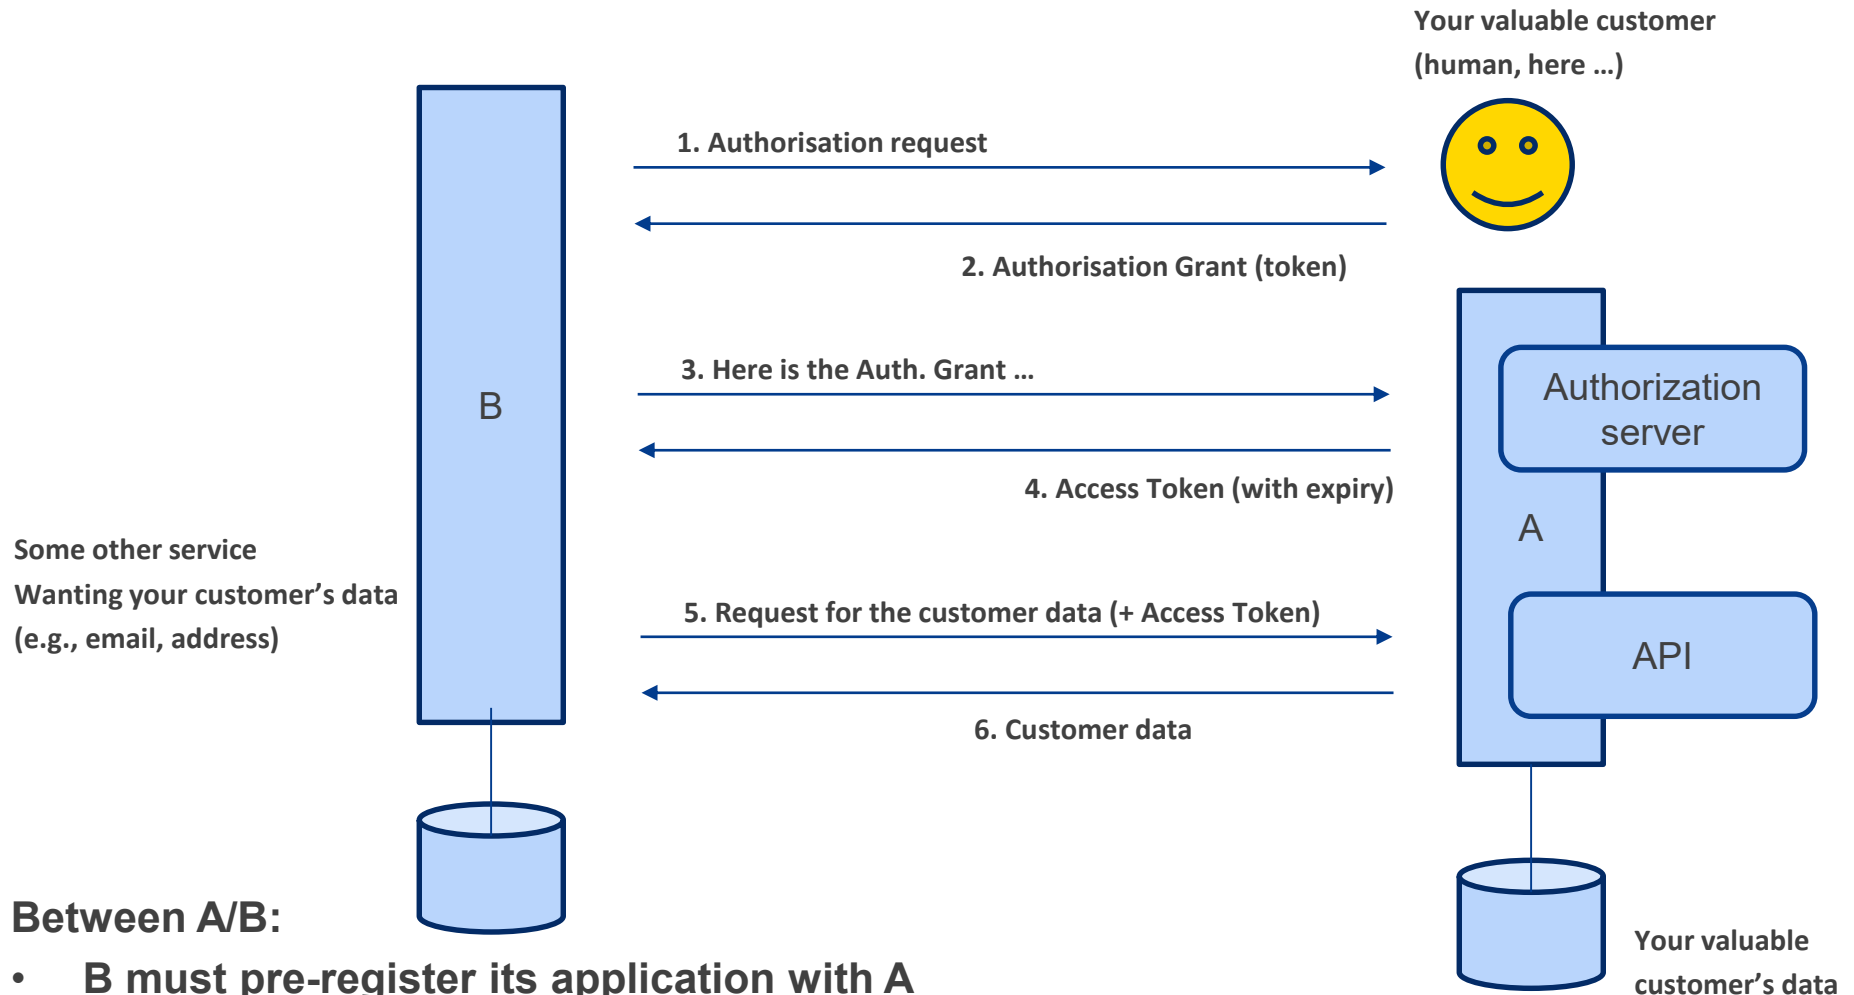 Your valuable customer
(human, here …)
1. Authorisation request
2. Authorisation Grant (token)
3. Here is the Auth. Grant …
B
Authorization
server
4. Access Token (with expiry)
A
Some other service
Wanting your customer’s data
(e.g., email, address)
5. Request for the customer data (+ Access Token)
API
6. Customer data
Between A/B:
• B must pre-register its application with A
Your valuable
customer’s data